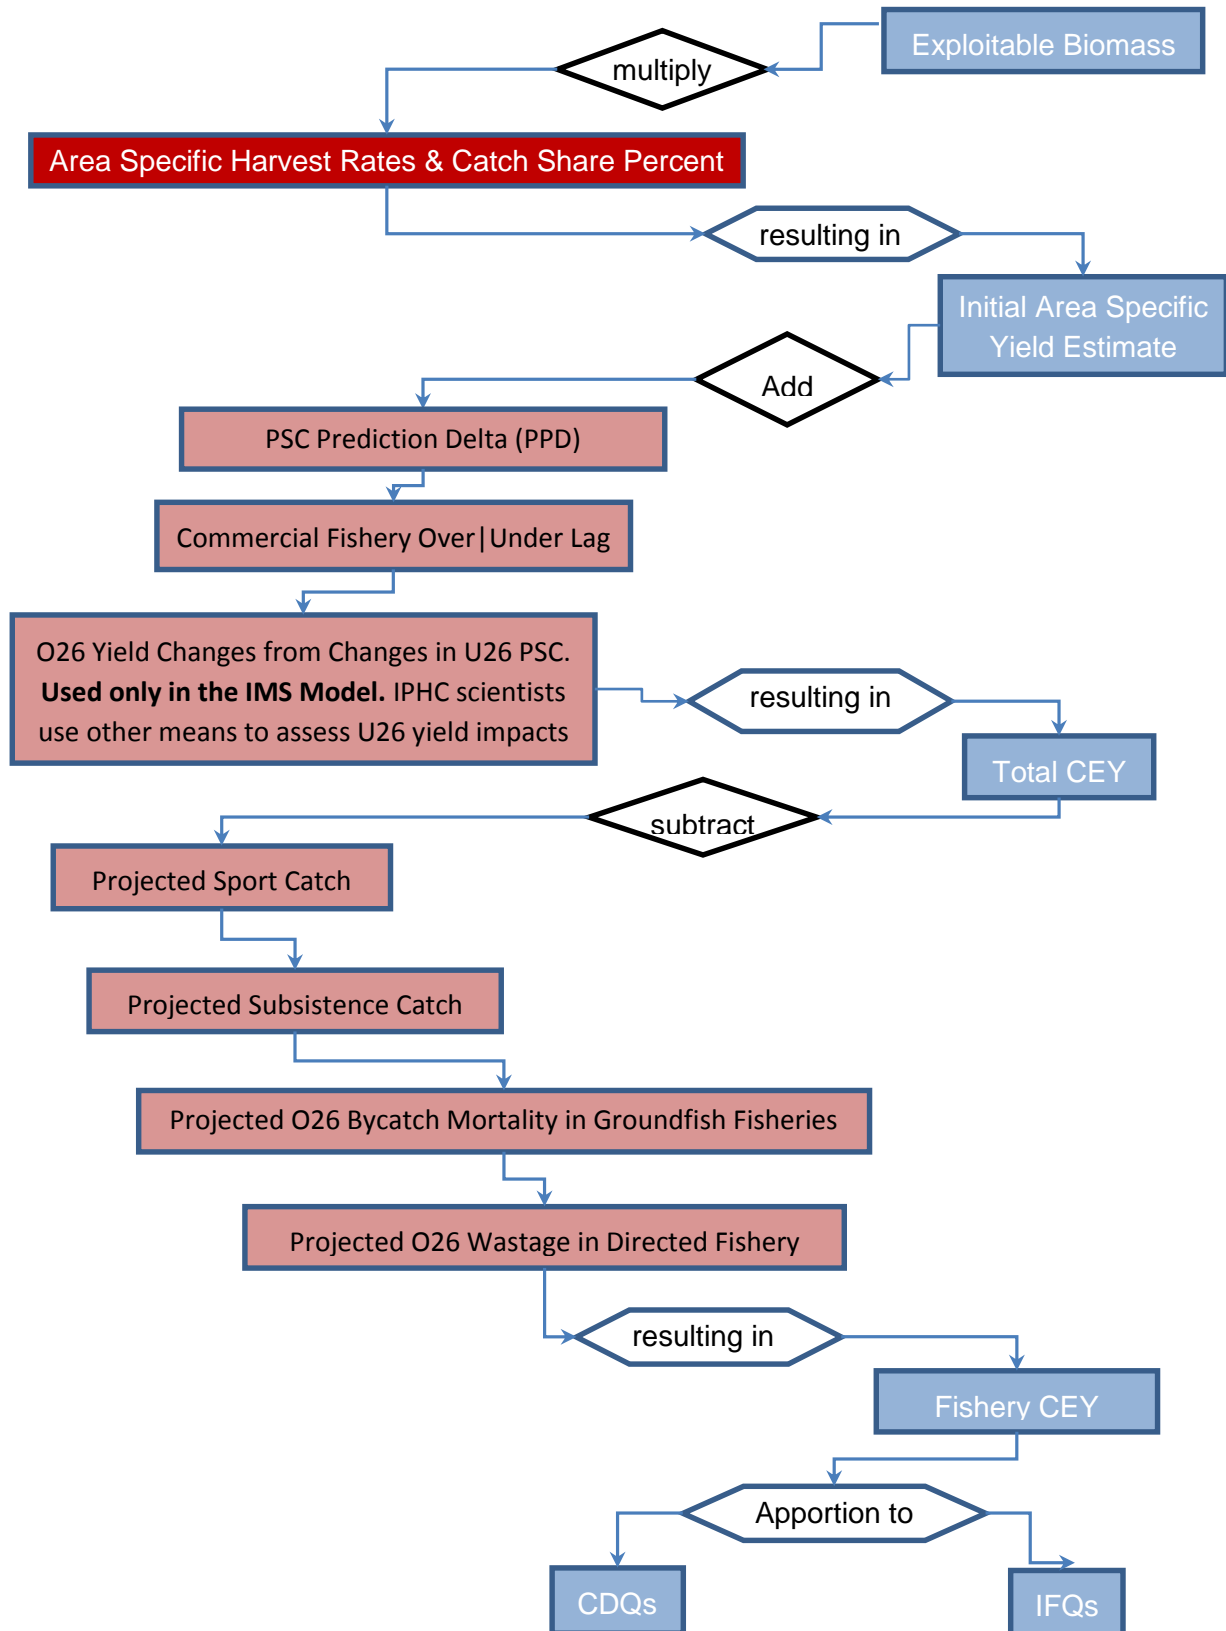 Exploitable Biomass
multiply
Area Specific Harvest Rates & Catch Share Percent
resulting in
Initial Area Specific
Yield Estimate
Add
PSC Prediction Delta (PPD)
Commercial Fishery Over|Under Lag
O26 Yield Changes from Changes in U26 PSC.
Used only in the IMS Model. IPHC scientists
use other means to assess U26 yield impacts
resulting in
Total CEY
subtract
Projected Sport Catch
Projected Subsistence Catch
Projected O26 Bycatch Mortality in Groundfish Fisheries
Projected O26 Wastage in Directed Fishery
resulting in
Fishery CEY
Apportion to
CDQs
IFQs